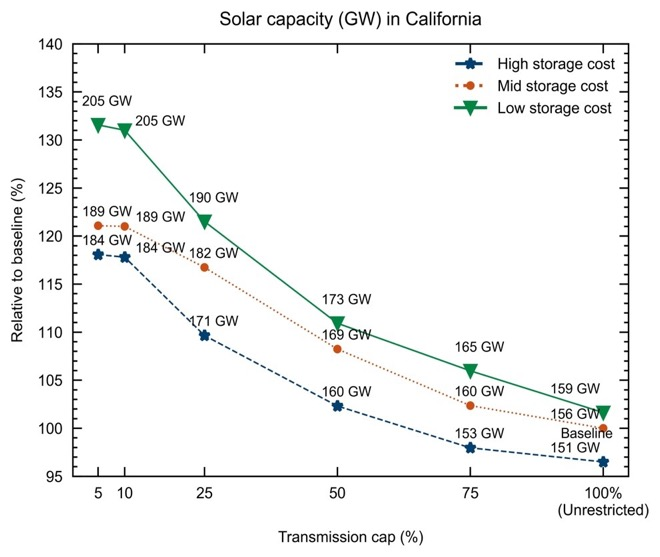 Solar capacity (GW) in California
Relative to baseline (%)
140
135
130
125
120
115
110
105
100
95
High storage cost
Mid storage cost
Low storage cost
205 GW
205 GW
190 GW
173 GW
165 GW
159 GW
189 GW
189 GW
182 GW
169 GW
160 GW
156 GW
Baseline
184 GW
184 GW
171 GW
160 GW
153 GW
151 GW
5 10 25 50 75 100%
(Unrestricted)
Transmission cap (%)